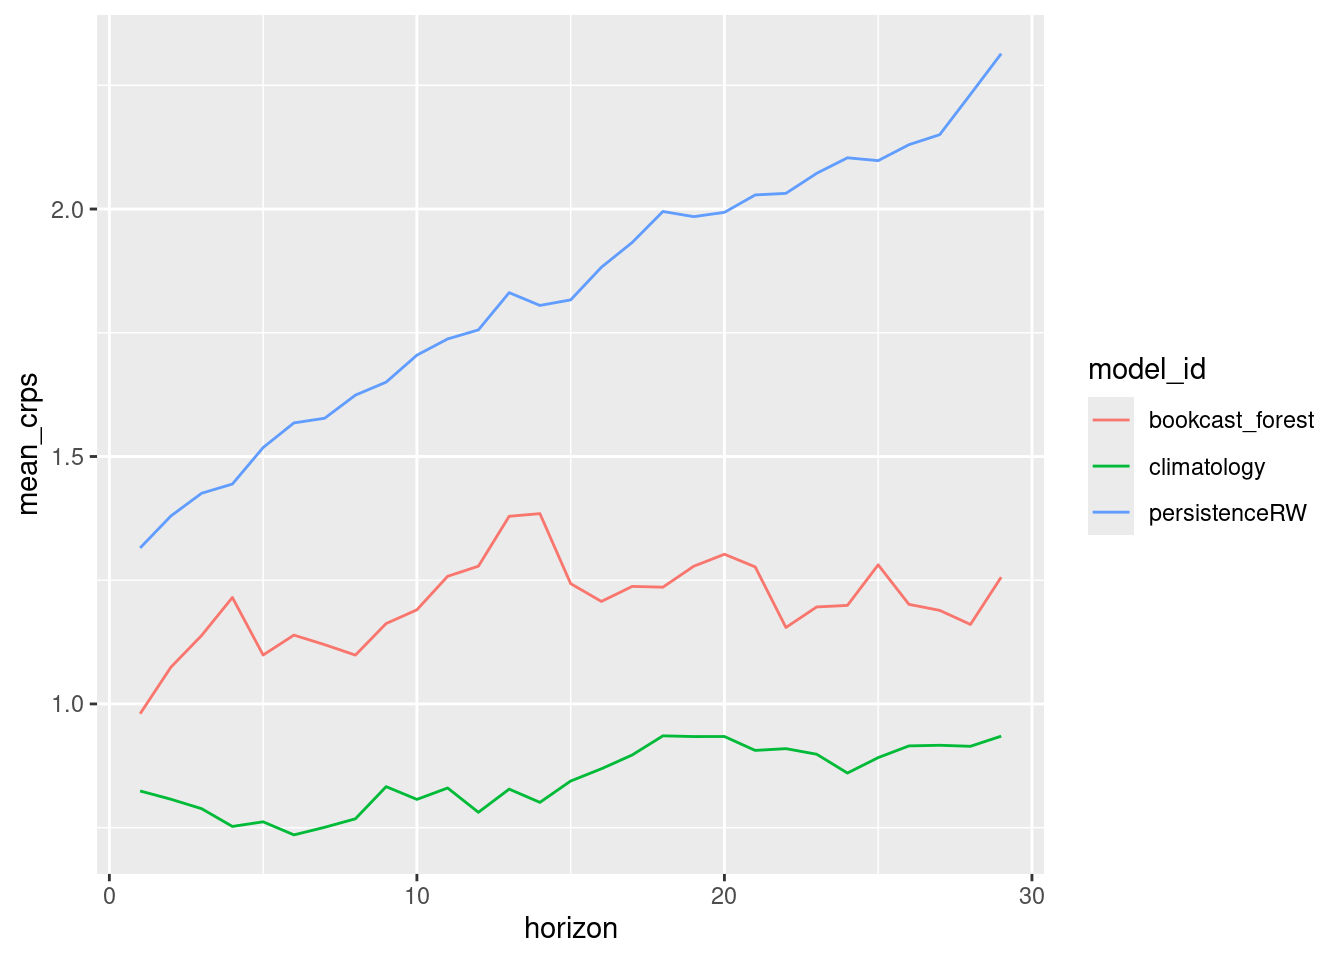 2.0
1.5
1.0
mean_crps
0 10 20 30
horizon
model_id
bookcast_forest
climatology
persistenceRW